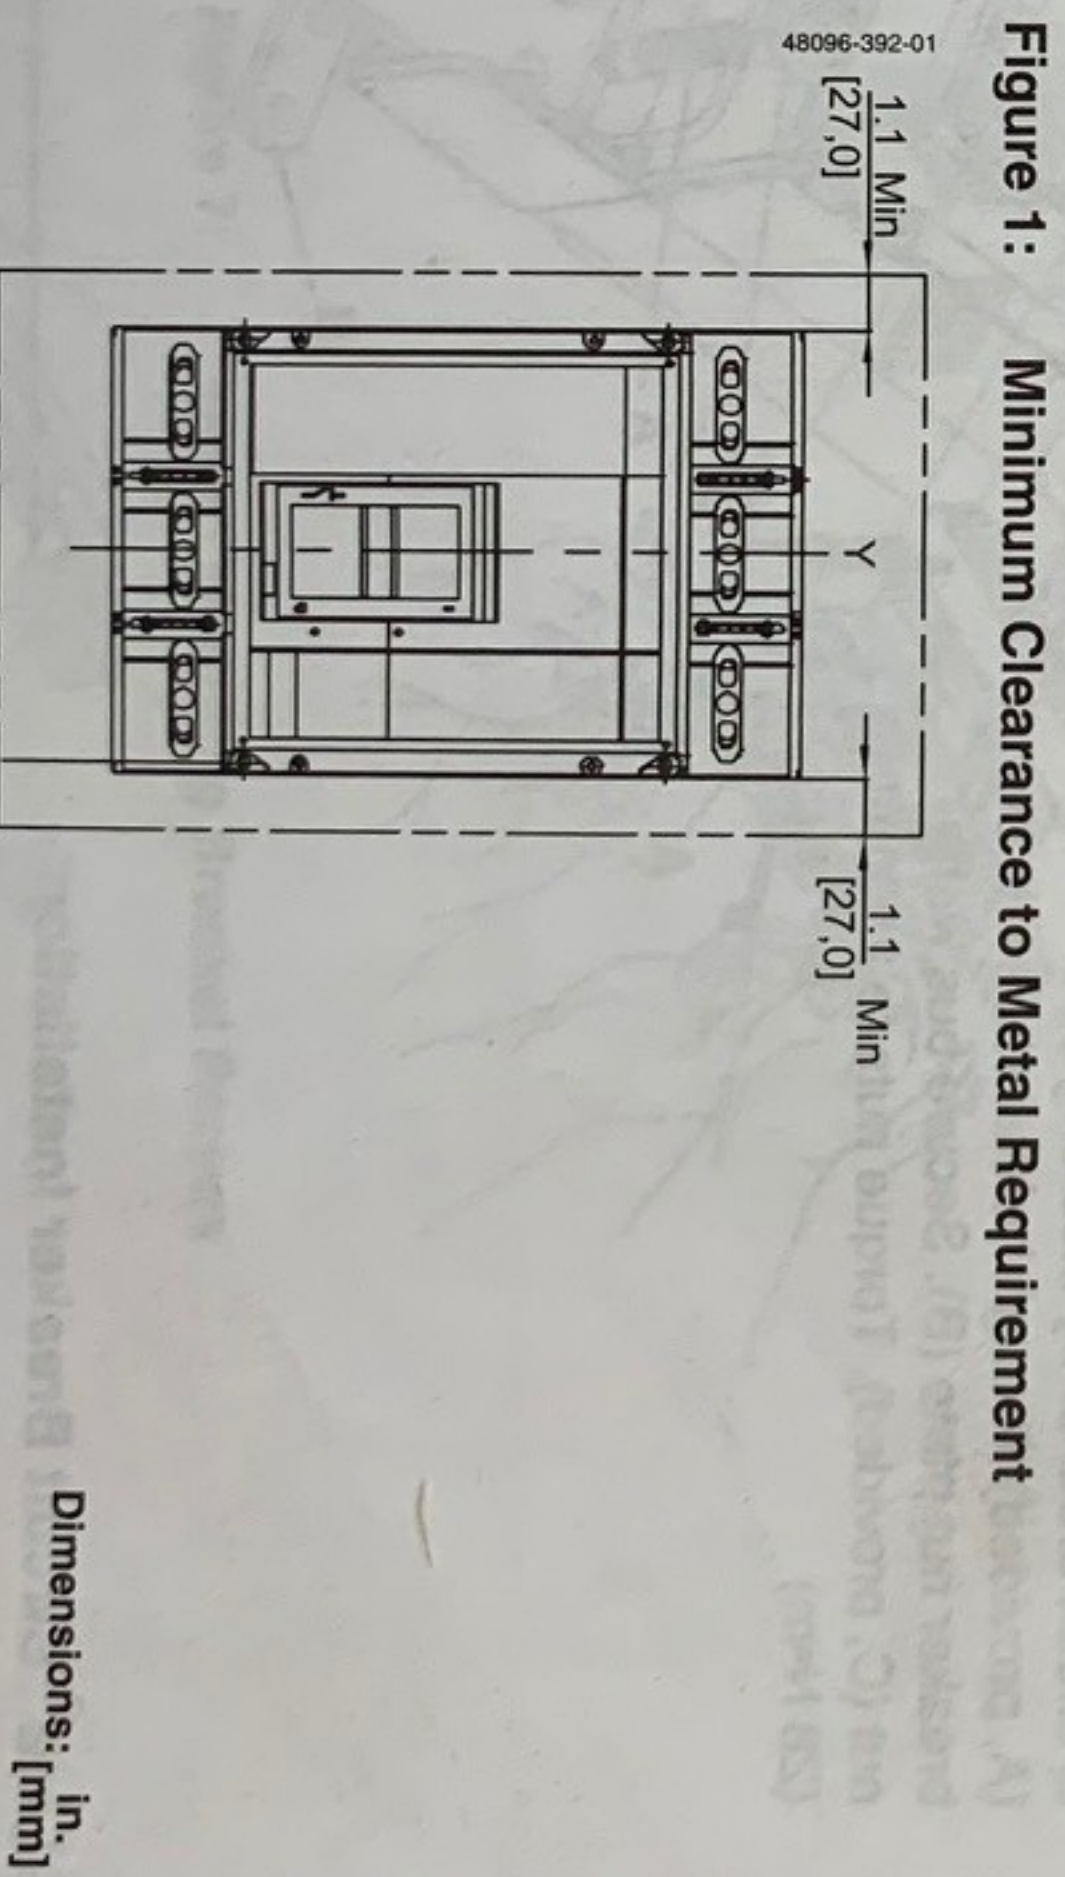 Figure 1: Minimum Clearance to Metal Requirement
48096-392-01
1.1 Min
[27,0]
Y
1.1 Min
[27,0]
Dimensions: in.
[mm]